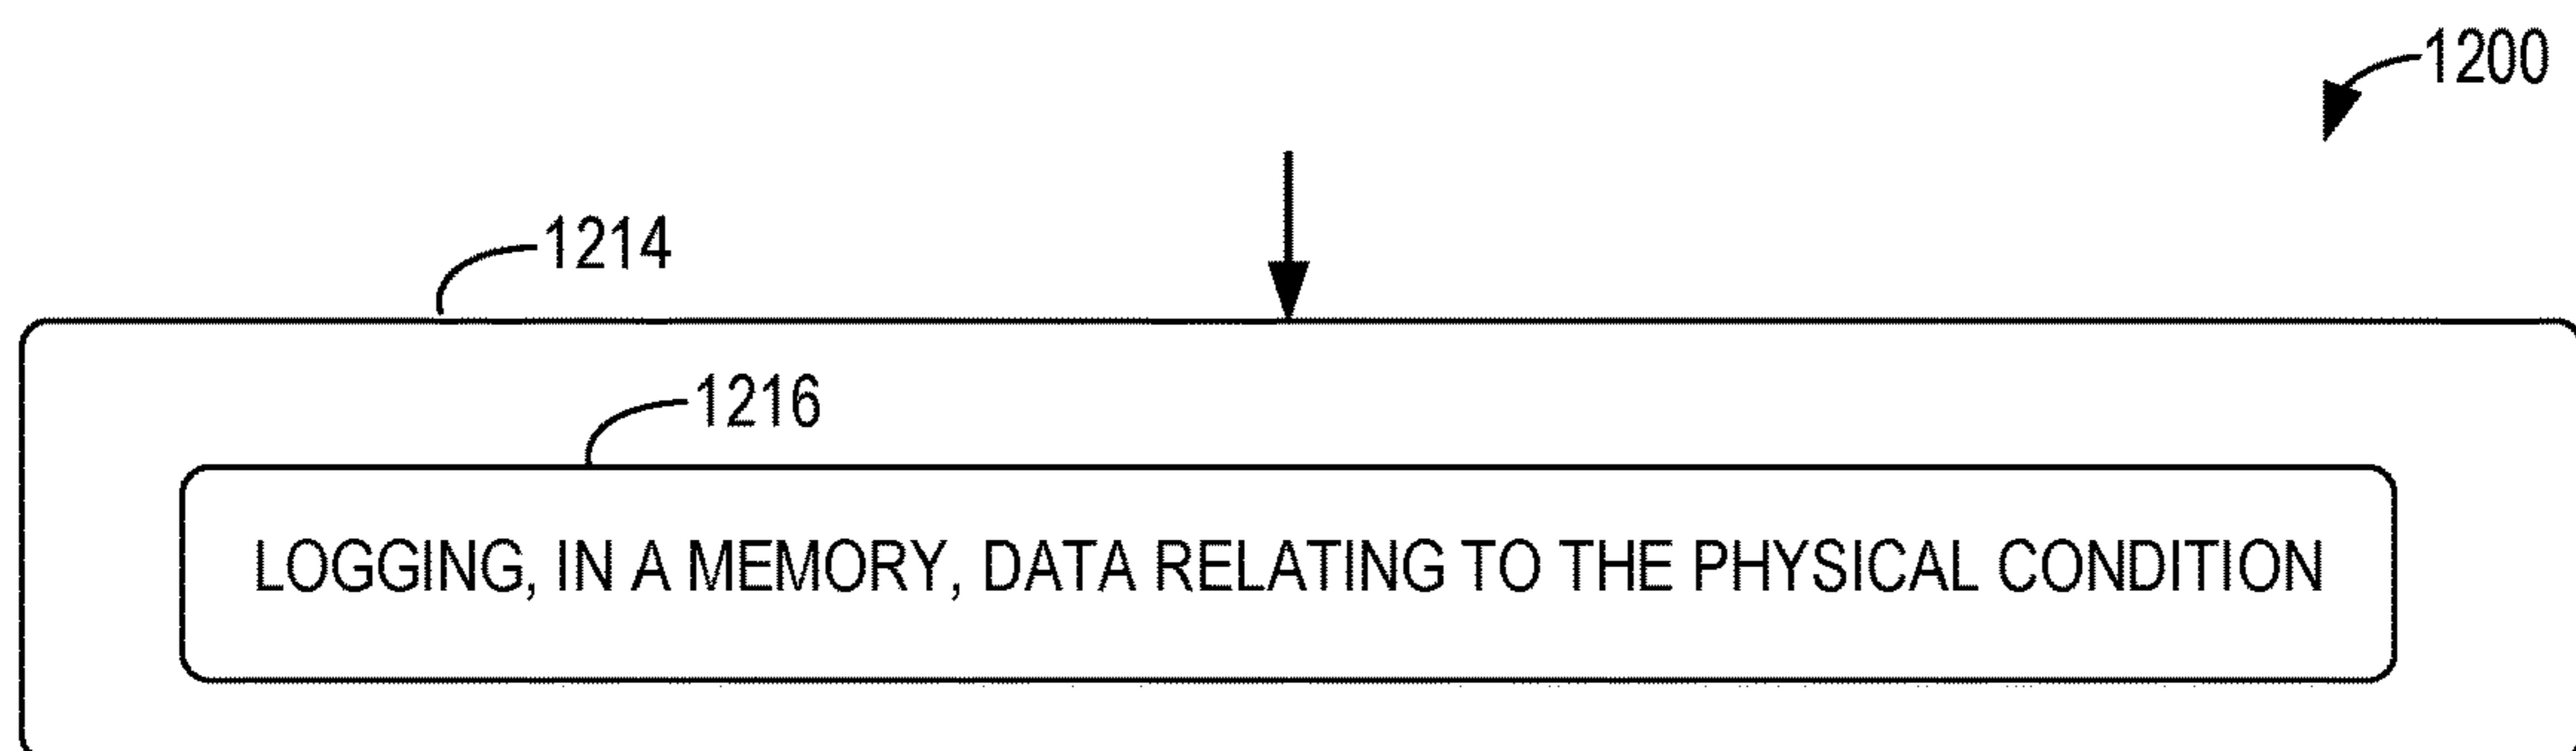 1200
1214
1216
LOGGING, IN A MEMORY, DATA RELATING TO THE PHYSICAL CONDITION